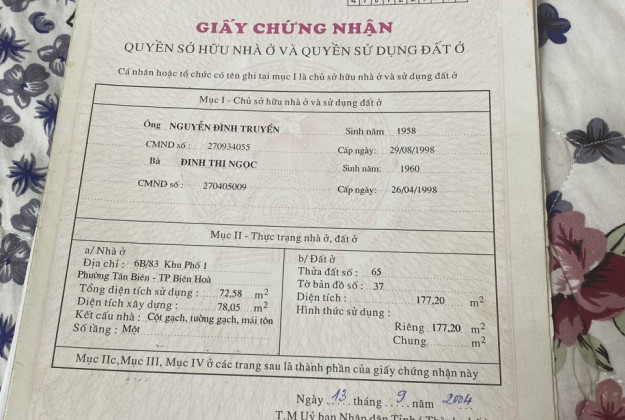 GIẤY CHỨNG NHẬN
QUYỀN SỞ HỮU NHÀ Ở VÀ QUYỀN SỬ DỤNG ĐẤT Ở
Cá nhân hoặc tổ chức có tên ghi tại mục I là chủ sở hữu nhà ở và sử dụng đất ở
Mục I - Chủ sở hữu nhà ở và sử dụng đất ở
Ông NGUYỄN ĐÌNH TRUYỀN Sinh năm 1958
CMND số : 270934055 Cấp ngày: 29/08/1998
Bà ĐINH THỊ NGỌC Sinh năm: 1960
CMND số : 270405009 Cấp ngày: 26/04/1998
Mục II - Thực trạng nhà ở, đất ở
a/ Nhà ở
Địa chỉ : 6B/83 Khu Phố 1
Phường Tân Biên - TP Biên Hoà
Tổng diện tích sử dụng : 72,58 m2
Diện tích xây dựng : 78,05 m2
Kết cấu nhà : Cột gạch, tường gạch, mái tôn
Số tầng : Một
b/ Đất ở
Thửa đất số : 65
Tờ bản đồ số : 37
Diện tích : 177,20 m2
Hình thức sử dụng :
Riêng 177,20 m2
Chung m2
Mục IIc,Mục III, Mục IV ở các trang sau là thành phần của giấy chứng nhận này
Ngày 13 tháng 9 năm 2004
T.M Uỷ ban Nhân dân Tỉnh